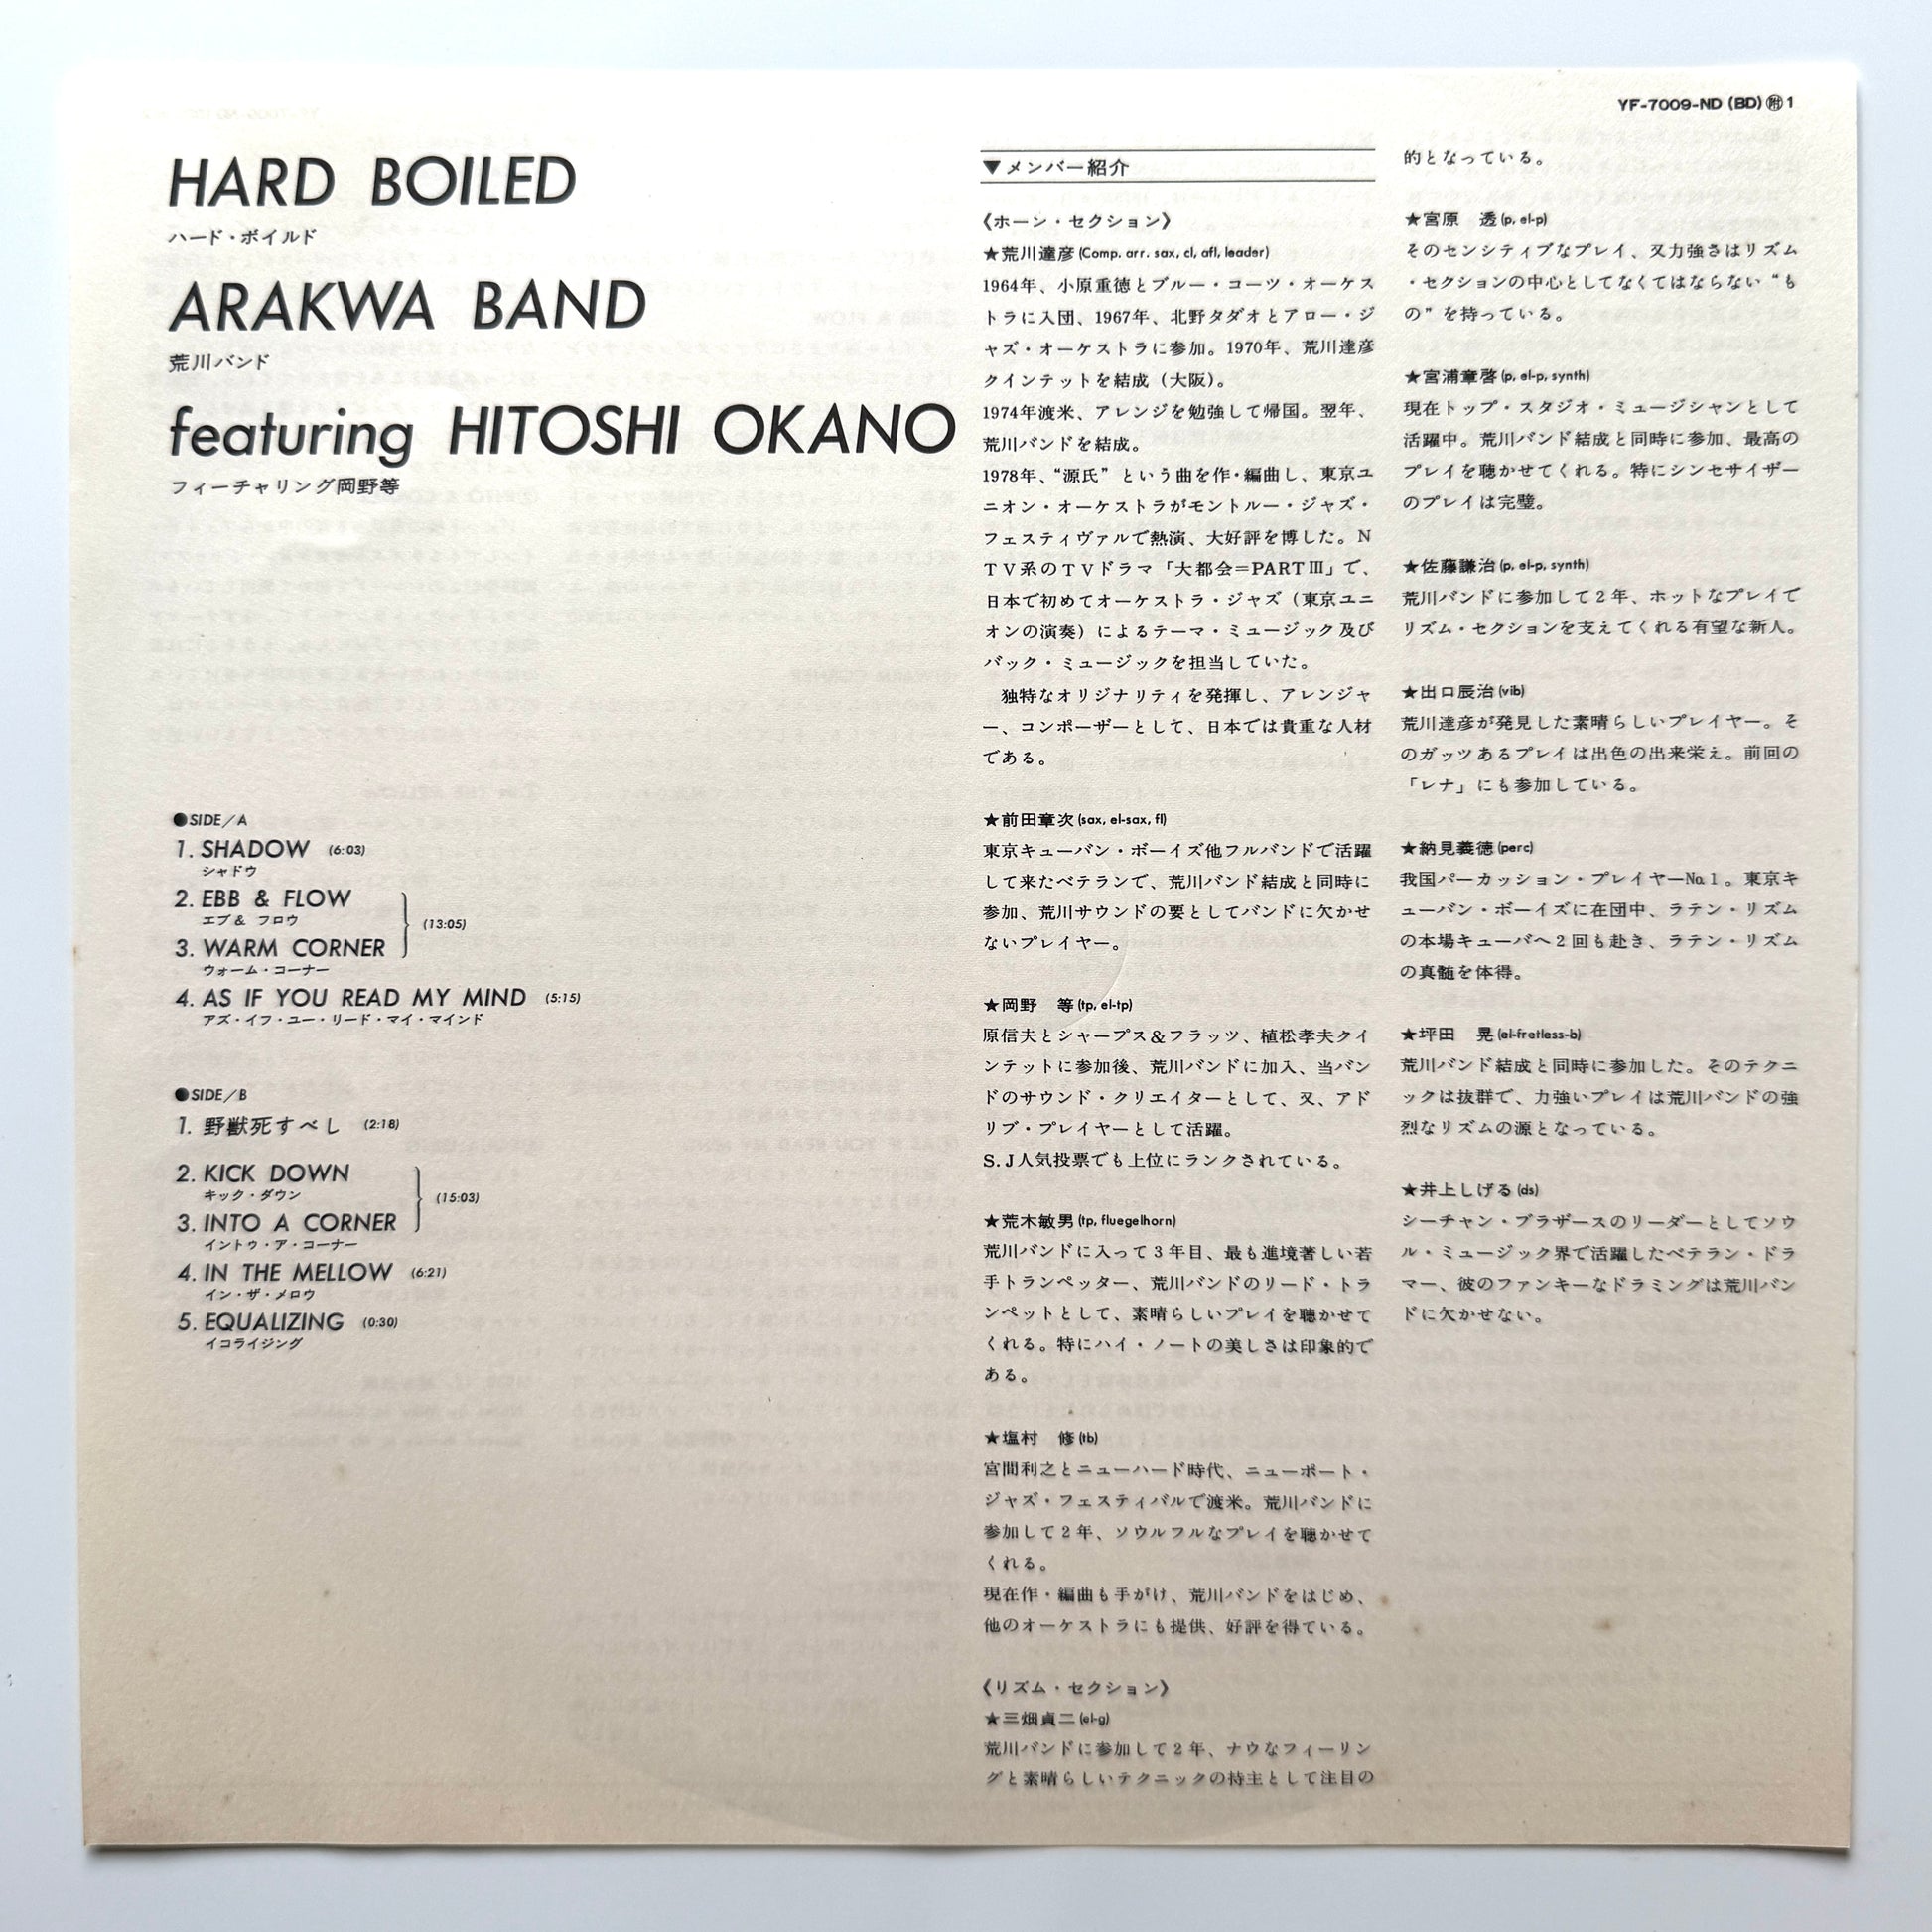 YF-7009-ND (BD) ㊟1
HARD BOILED
ハード・ボイルド
ARAKWA BAND
荒川バンド
featuring HITOSHI OKANO
フィーチャリング岡野等
●SIDE／A
1. SHADOW (6:03)
シャドウ
2. EBB & FLOW
エブ& フロウ
(13:05)
3. WARM CORNER
ウォーム・コーナー
4. AS IF YOU READ MY MIND (5:15)
アズ・イフ・ユー・リード・マイ・マインド
●SIDE／B
1. 野獣死すべし (2:18)
2. KICK DOWN
キック・ダウン
(15:03)
3. INTO A CORNER
イントゥ・ア・コーナー
4. IN THE MELLOW (6:21)
イン・ザ・メロウ
5. EQUALIZING (0:30)
イコライジング
▼メンバー紹介
《ホーン・セクション》
★荒川達彦(Comp. arr. sax, cl, afl, leader)
1964年、小原重徳とブルー・コーツ・オーケス
トラに入団、1967年、北野タダオとアロー・ジ
ャズ・オーケストラに参加。1970年、荒川達彦
クインテットを結成（大阪）。
1974年渡米、アレンジを勉強して帰国。翌年、
荒川バンドを結成。
1978年、“源氏” という曲を作・編曲し、東京ユ
ニオン・オーケストラがモントルー・ジャズ・
フェスティヴァルで熱演、大好評を博した。N
TV系のTVドラマ「大都会=PARTⅢ」で、
日本で初めてオーケストラ・ジャズ（東京ユニ
オンの演奏）によるテーマ・ミュージック及び
バック・ミュージックを担当していた。
独特なオリジナリティを発揮し、アレンジャ
ー、コンポーザーとして、日本では貴重な人材
である。
★前田章次(sax, el-sax, fl)
東京キューバン・ボーイズ他フルバンドで活躍
して来たベテランで、荒川バンド結成と同時に
参加、荒川サウンドの要としてバンドに欠かせ
ないプレイヤー。
★岡野　等(tp, el-tp)
原信夫とシャープス&フラッツ、植松孝夫クイ
ンテットに参加後、荒川バンドに加入、当バン
ドのサウンド・クリエイターとして、又、アド
リブ・プレイヤーとして活躍。
S.J人気投票でも上位にランクされている。
★荒木敏男(tp, fluegelhorn)
荒川バンドに入って3年目、最も進境著しい若
手トランペッター、荒川バンドのリード・トラ
ンペットとして、素晴らしいプレイを聴かせて
くれる。特にハイ・ノートの美しさは印象的で
ある。
★塩村　修(tb)
宮間利之とニューハード時代、ニューポート・
ジャズ・フェスティバルで渡米。荒川バンドに
参加して2年、ソウルフルなプレイを聴かせて
くれる。
現在作・編曲も手がけ、荒川バンドをはじめ、
他のオーケストラにも提供、好評を得ている。
《リズム・セクション》
★三畑貞二(el-g)
荒川バンドに参加して2年、ナウなフィーリン
グと素晴らしいテクニックの持主として注目の
的となっている。
★宮原　透(p, el-p)
そのセンシティブなプレイ、又力強さはリズム
・セクションの中心としてなくてはならない“も
の”を持っている。
★宮浦章啓(p, el-p, synth)
現在トップ・スタジオ・ミュージシャンとして
活躍中。荒川バンド結成と同時に参加、最高の
プレイを聴かせてくれる。特にシンセサイザー
のプレイは完璧。
★佐藤謙治(p, el-p, synth)
荒川バンドに参加して2年、ホットなプレイで
リズム・セクションを支えてくれる有望な新人。
★出口辰治(vib)
荒川達彦が発見した素晴らしいプレイヤー。そ
のガッツあるプレイは出色の出来栄え。前回の
「レナ」にも参加している。
★納見義徳(perc)
我国パーカッション・プレイヤー№1。東京キ
ューバン・ボーイズに在団中、ラテン・リズム
の本場キューバへ2回も赴き、ラテン・リズム
の真髄を体得。
★坪田　晃(el-fretless-b)
荒川バンド結成と同時に参加した。そのテクニ
ックは抜群で、力強いプレイは荒川バンドの強
烈なリズムの源となっている。
★井上しげる(ds)
シーチャン・ブラザースのリーダーとしてソウ
ル・ミュージック界で活躍したベテラン・ドラ
マー、彼のファンキーなドラミングは荒川バン
ドに欠かせない。